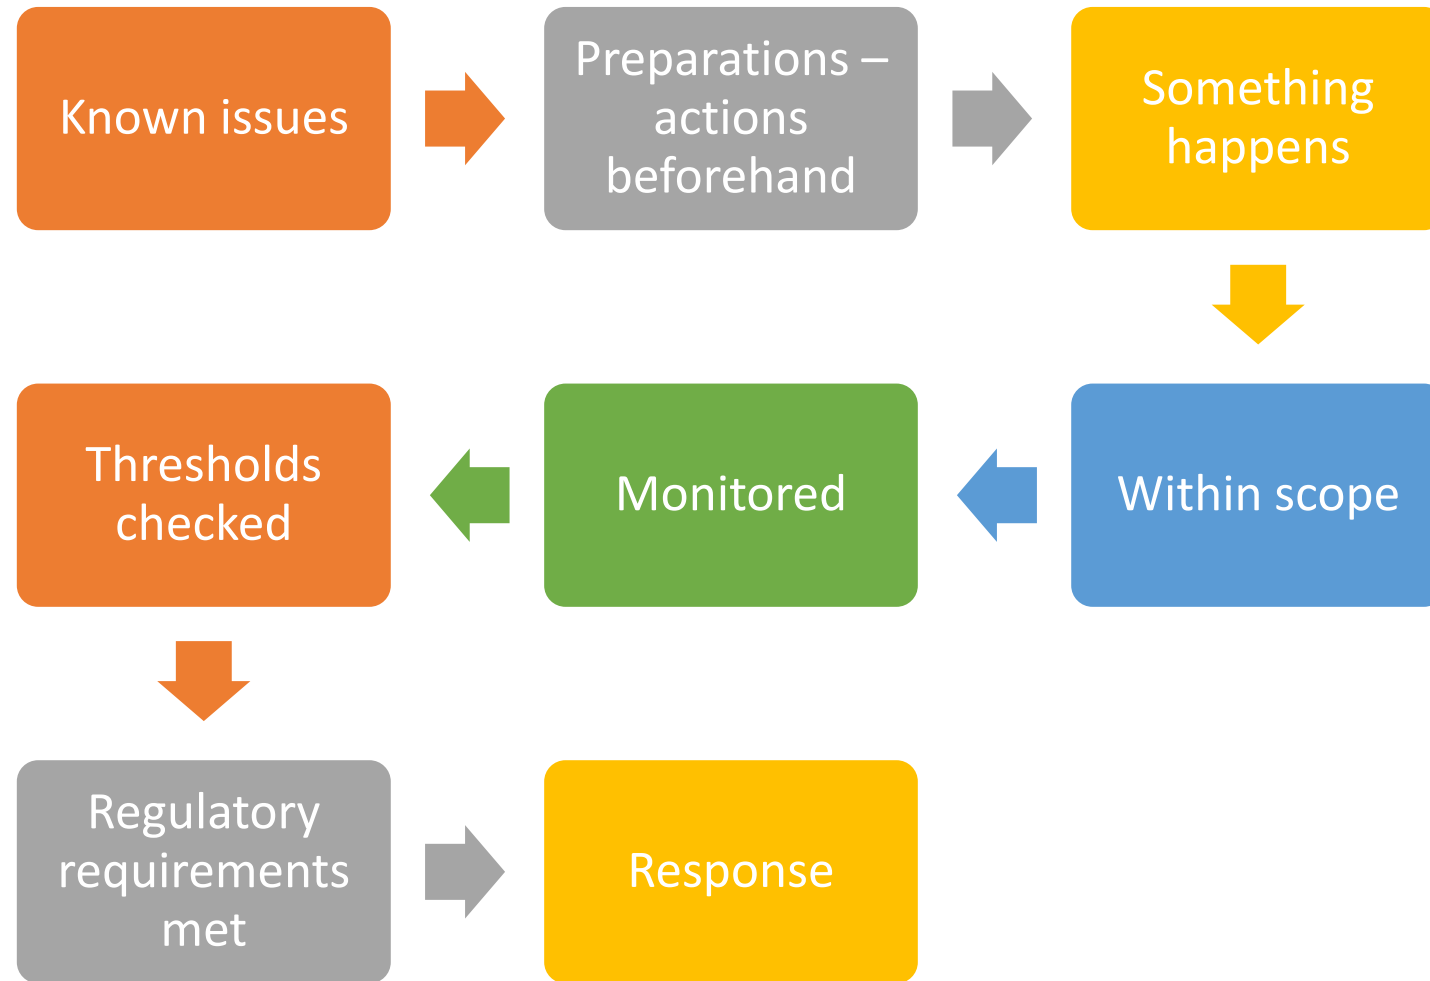 Known issues
Preparations –
actions
beforehand
Something
happens
Within scope
Monitored
Thresholds
checked
Regulatory
requirements
met
Response